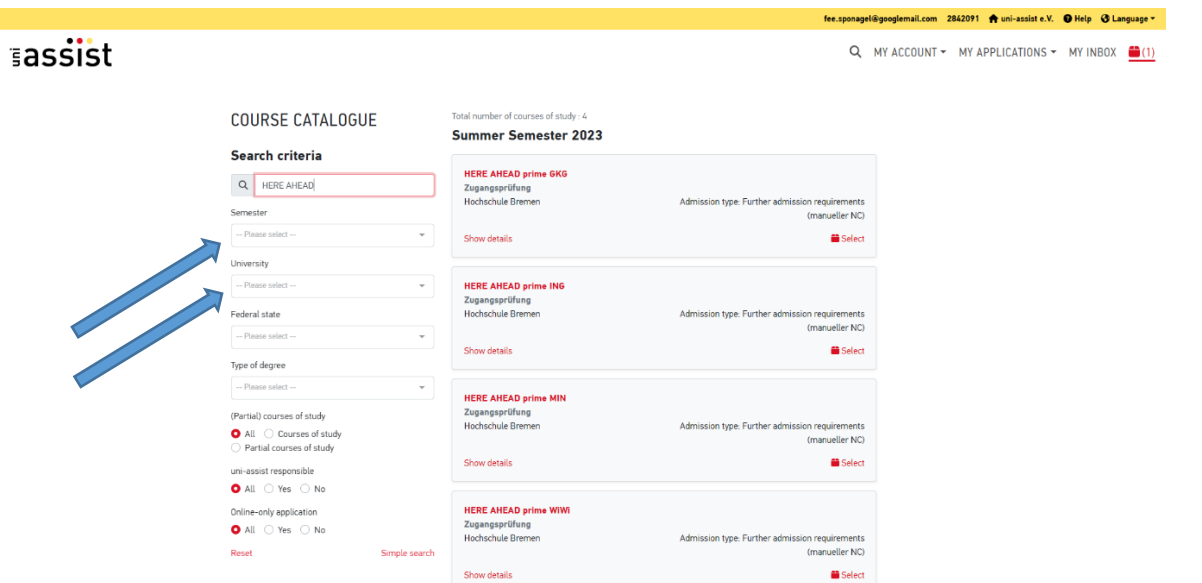 fee.sponagel@googlemail.com 2842091 uni-assist e.V. Help Language
uni assist
MY ACCOUNT MY APPLICATIONS MY INBOX (1)
COURSE CATALOGUE
Search criteria
HERE AHEAD
Semester
-- Please select --
University
-- Please select --
Federal state
-- Please select --
Type of degree
-- Please select --
(Partial) courses of study
All Courses of study
Partial courses of study
uni-assist responsible
All Yes No
Online-only application
All Yes No
Reset Simple search
Total number of courses of study : 4
Summer Semester 2023
HERE AHEAD prime GKG
Zugangsprüfung
Hochschule Bremen Admission type: Further admission requirements
(manueller NC)
Show details Select
HERE AHEAD prime ING
Zugangsprüfung
Hochschule Bremen Admission type: Further admission requirements
(manueller NC)
Show details Select
HERE AHEAD prime MIN
Zugangsprüfung
Hochschule Bremen Admission type: Further admission requirements
(manueller NC)
Show details Select
HERE AHEAD prime WiWi
Zugangsprüfung
Hochschule Bremen Admission type: Further admission requirements
(manueller NC)
Show details Select